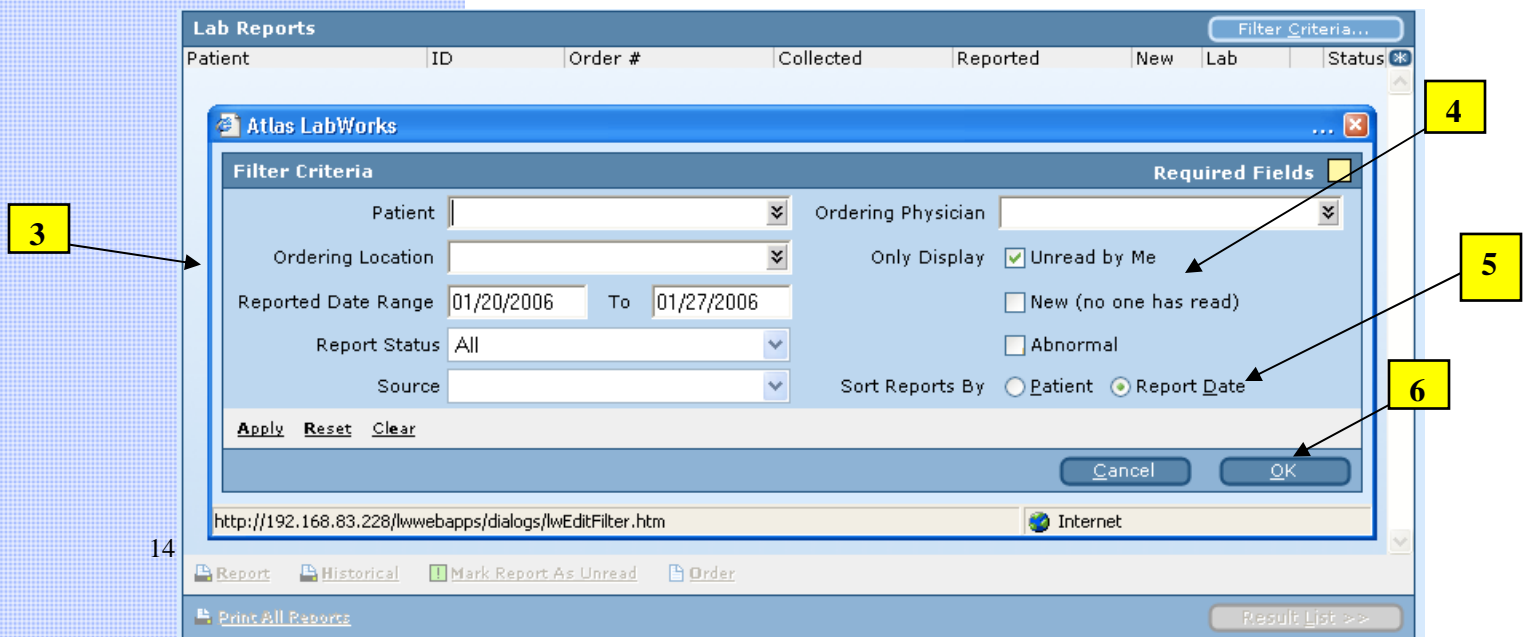 Lab Reports Filter Criteria...
Patient ID Order # Collected Reported New Lab Status
4
Atlas LabWorks ...
Filter Criteria Required Fields
Patient Ordering Physician
3
Ordering Location Only Display Unread by Me
5
Reported Date Range 01/20/2006 To 01/27/2006 New (no one has read)
Report Status All Abnormal
Source Sort Reports By Patient Report Date
6
Apply Reset Clear
Cancel OK
http://192.168.83.228/lwwebapps/dialogs/lwEditFilter.htm Internet
14
Report Historical Mark Report As Unread Order
Print All Reports Result List >>